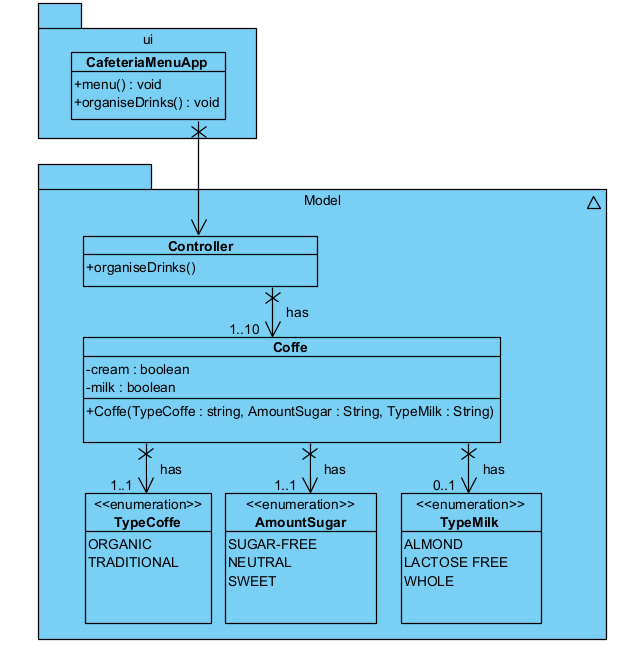 ui
CafeteriaMenuApp
+menu() : void
+organiseDrinks() : void
Model
Controller
+organiseDrinks()
has
1..10
Coffe
-cream : boolean
-milk : boolean
+Coffe(TypeCoffe : string, AmountSugar : String, TypeMilk : String)
has
has
has
1..1
1..1
0..1
<<enumeration>>
TypeCoffe
ORGANIC
TRADITIONAL
<<enumeration>>
AmountSugar
SUGAR-FREE
NEUTRAL
SWEET
<<enumeration>>
TypeMilk
ALMOND
LACTOSE FREE
WHOLE